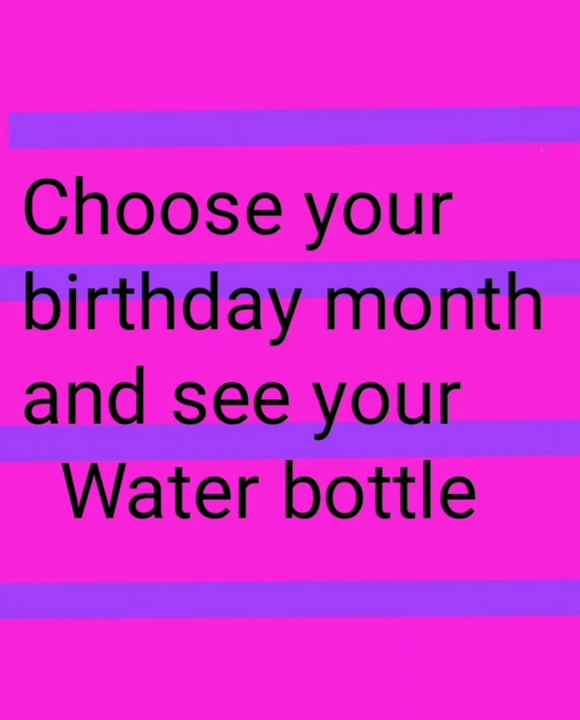 Choose your
birthday month
and see your
Water bottle